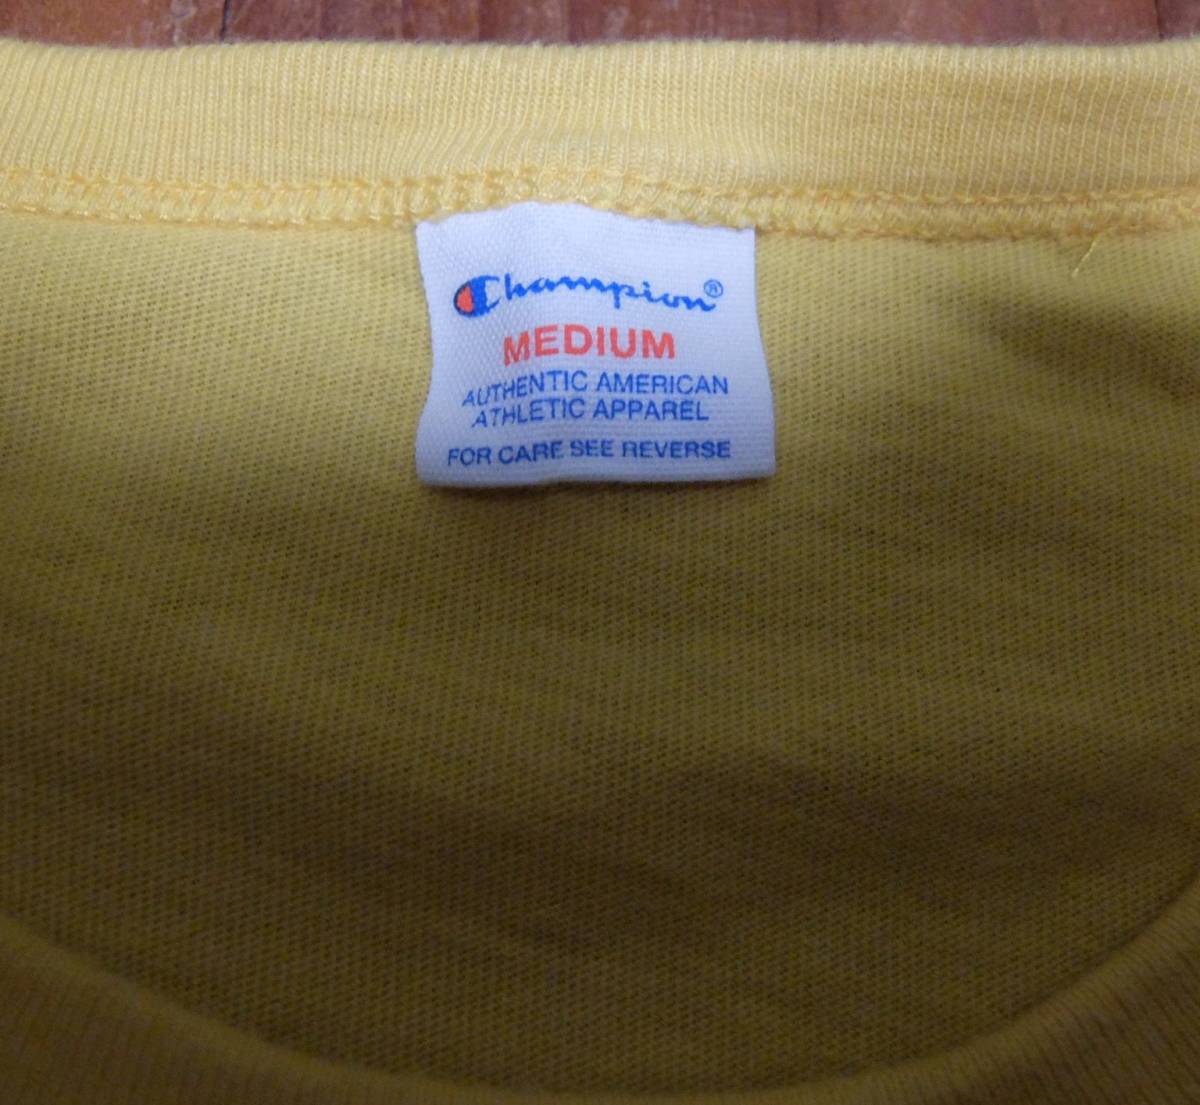 Champion®
MEDIUM
AUTHENTIC AMERICAN
ATHLETIC APPAREL
FOR CARE SEE REVERSE